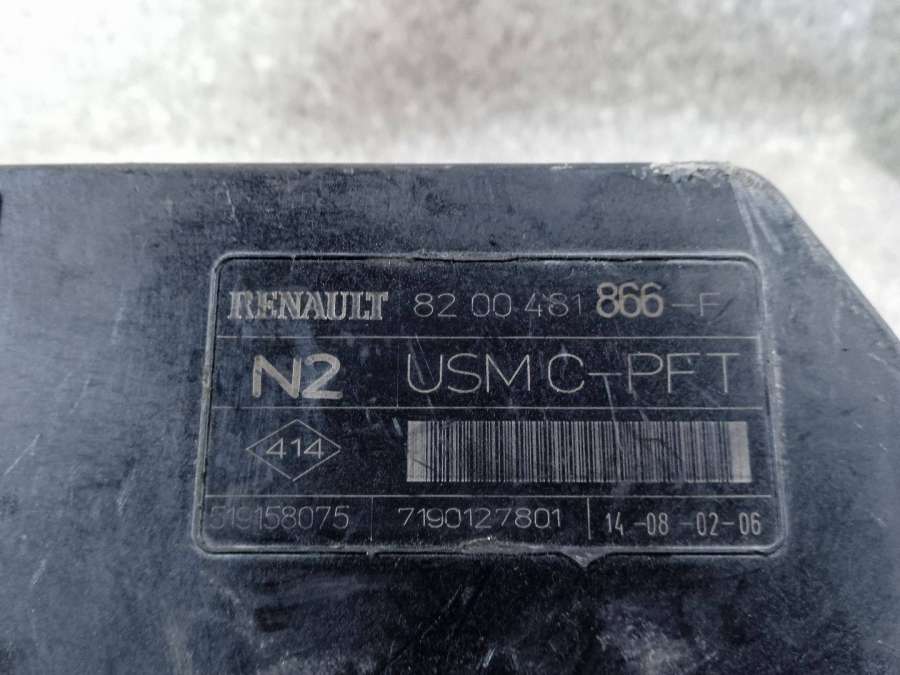 RENAULT 82 00 481 866-F
N2 USM C-PFT
414
519158075 7190127801 14-08-02-06